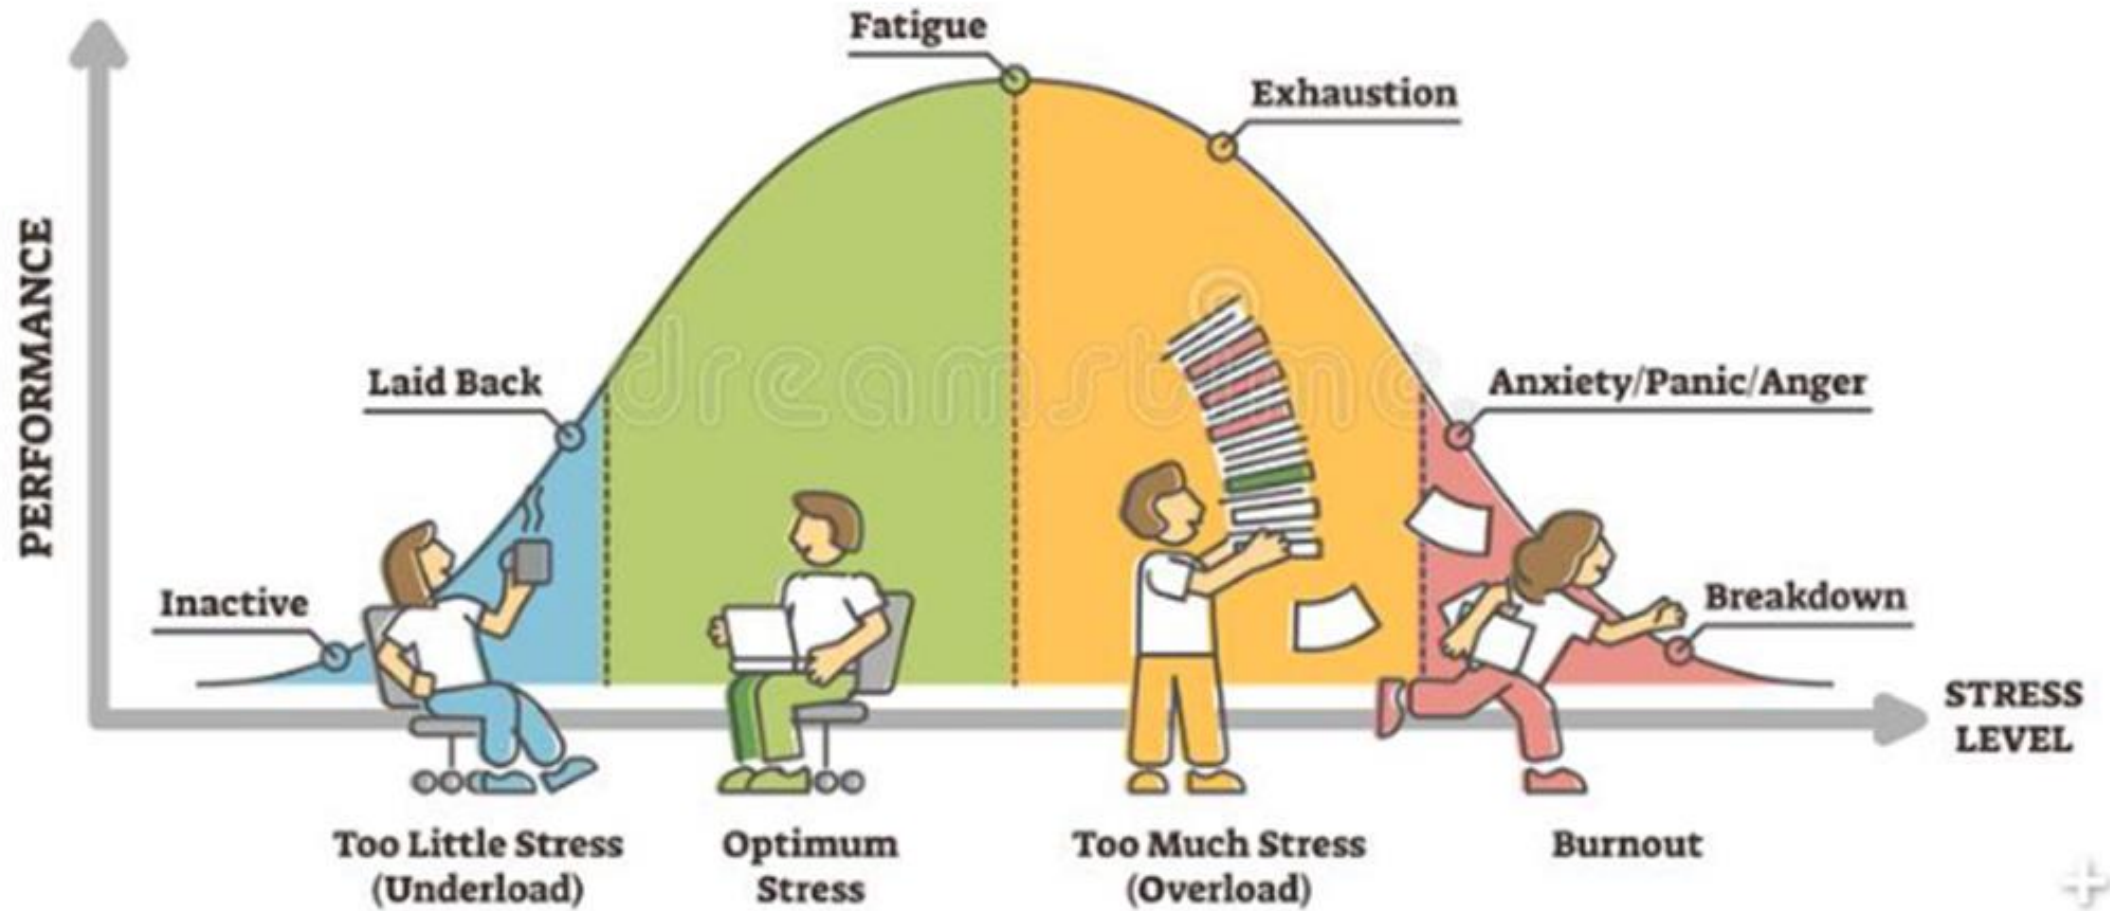 Fatigue
Exhaustion
PERFORMANCE
Laid Back
dreamstime
Anxiety/Panic/Anger
Inactive
Breakdown
STRESS
LEVEL
Too Little Stress
(Underload)
Optimum
Stress
Too Much Stress
(Overload)
Burnout